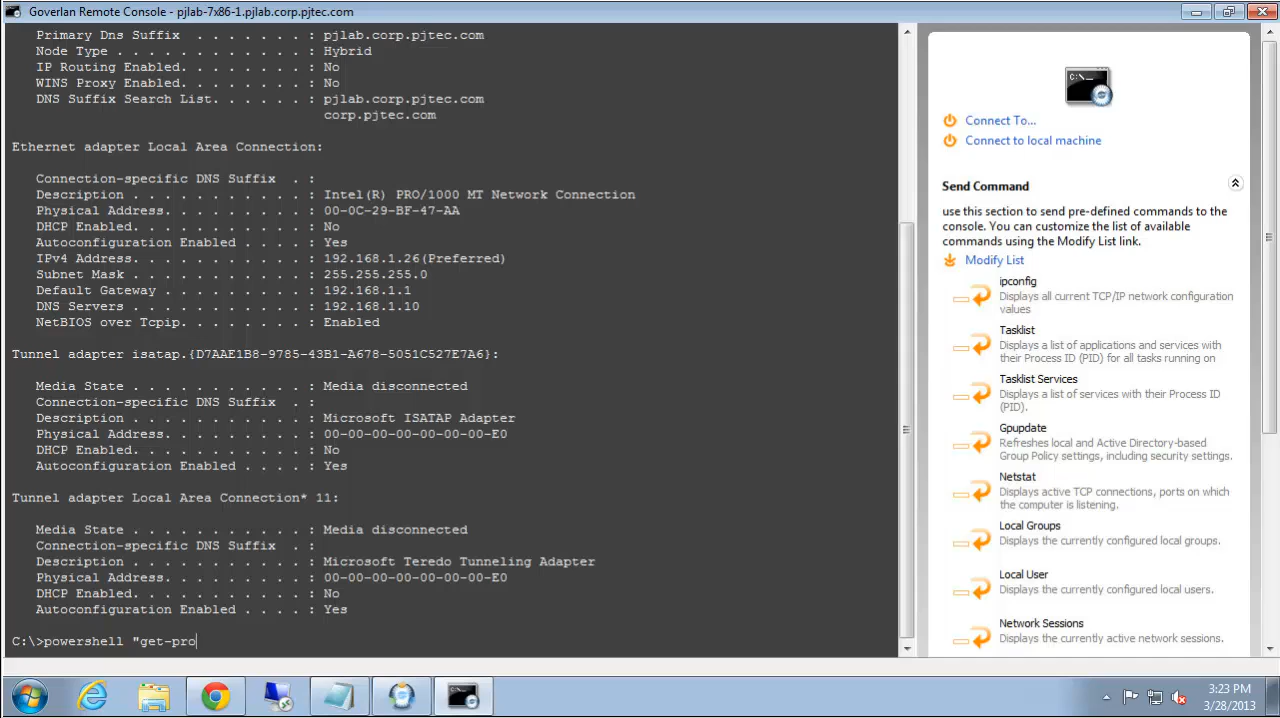 Goverlan Remote Console - pjlab-7x86-1.pjlab.corp.pjtec.com
Primary Dns Suffix . . . . . . . : pjlab.corp.pjtec.com
Node Type . . . . . . . . . . . . : Hybrid
IP Routing Enabled. . . . . . . . : No
WINS Proxy Enabled. . . . . . . . : No
DNS Suffix Search List. . . . . . : pjlab.corp.pjtec.com
corp.pjtec.com
Ethernet adapter Local Area Connection:
Connection-specific DNS Suffix . :
Description . . . . . . . . . . . : Intel(R) PRO/1000 MT Network Connection
Physical Address. . . . . . . . . : 00-0C-29-BF-47-AA
DHCP Enabled. . . . . . . . . . . : No
Autoconfiguration Enabled . . . . : Yes
IPv4 Address. . . . . . . . . . . : 192.168.1.26(Preferred)
Subnet Mask . . . . . . . . . . . : 255.255.255.0
Default Gateway . . . . . . . . . : 192.168.1.1
DNS Servers . . . . . . . . . . . : 192.168.1.10
NetBIOS over Tcpip. . . . . . . . : Enabled
Tunnel adapter
Media State . . . . . . . . . . . : Media disconnected
Connection-specific DNS Suffix . :
Description . . . . . . . . . . . : Microsoft ISATAP Adapter
Physical Address. . . . . . . . . : 00-00-00-00-00-00-00-E0
DHCP Enabled. . . . . . . . . . . : No
Autoconfiguration Enabled . . . . : Yes
Tunnel adapter Local Area Connection* 11:
Media State . . . . . . . . . . . : Media disconnected
Connection-specific DNS Suffix . :
Description . . . . . . . . . . . : Microsoft Teredo Tunneling Adapter
Physical Address. . . . . . . . . : 00-00-00-00-00-00-00-E0
DHCP Enabled. . . . . . . . . . . : No
Autoconfiguration Enabled . . . . : Yes
C:\>powershell "get-pro
C:\_
Connect To...
Connect to local machine
Send Command
use this section to send pre-defined commands to the
console. You can customize the list of available
commands using the Modify List link.
Modify List
ipconfig
Displays all current TCP/IP network configuration
values
Tasklist
Displays a list of applications and services with
their Process ID (PID) for all tasks running on
Tasklist Services
Displays a list of services with their Process ID
(PID).
Gpupdate
Refreshes local and Active Directory-based
Group Policy settings, including security settings.
Netstat
Displays active TCP connections, ports on which
the computer is listening.
Local Groups
Displays the currently configured local groups.
Local User
Displays the currently configured local users.
Network Sessions
Displays the currently active network sessions.
3:23 PM
3/28/2013